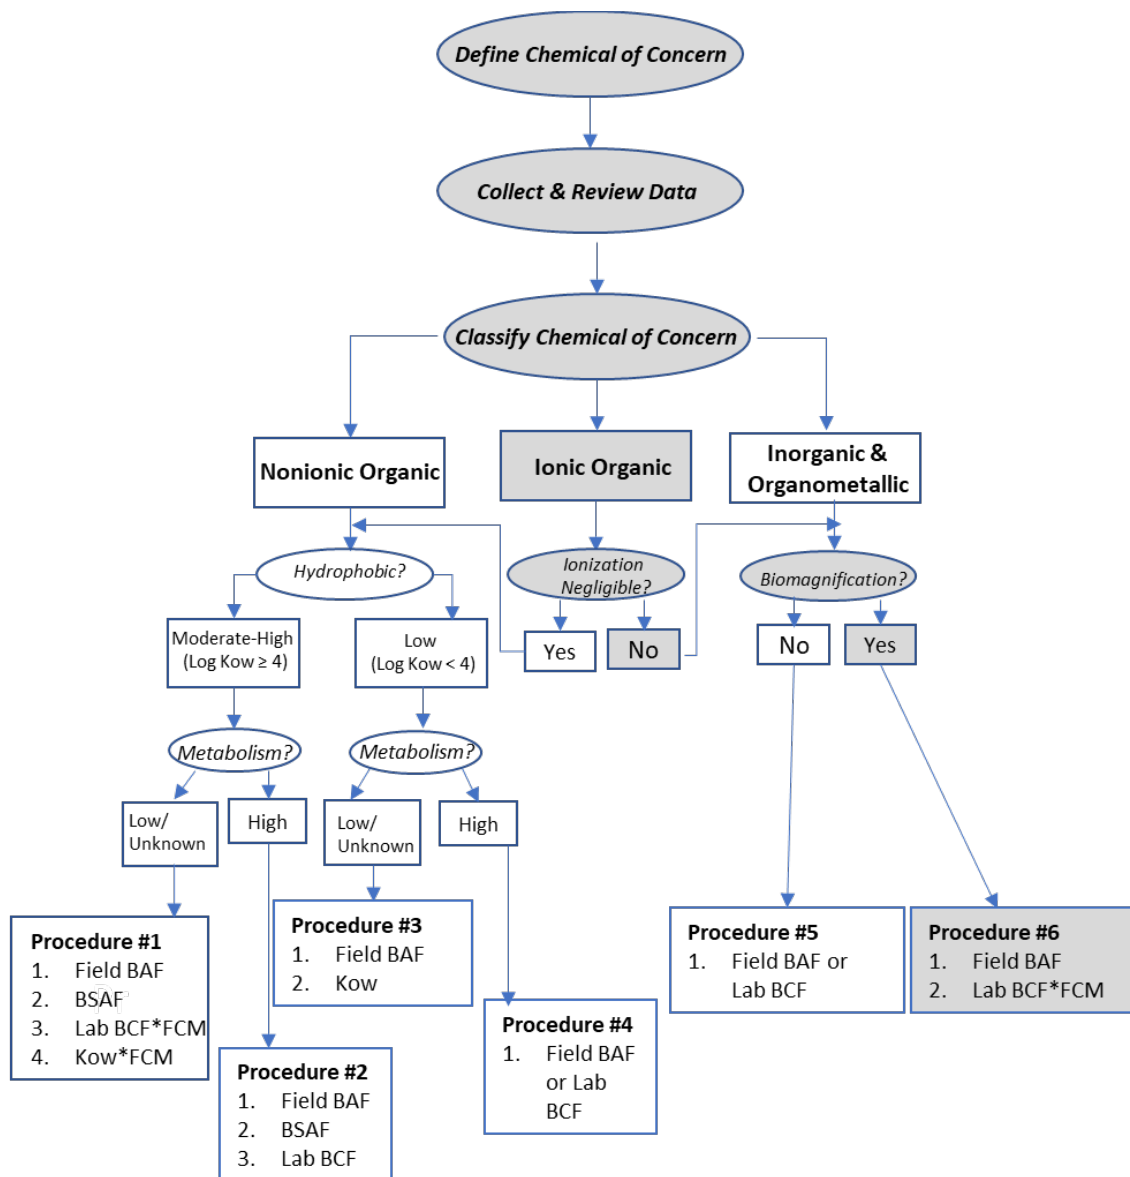 Define Chemical of Concern
Collect & Review Data
Classify Chemical of Concern
Nonionic Organic
Ionic Organic
Inorganic &
Organometallic
Hydrophobic?
Ionization
Negligible?
Biomagnification?
Moderate-High
(Log Kow ≥ 4)
Low
(Log Kow < 4)
Yes
No
No
Yes
Metabolism?
Metabolism?
Low/
Unknown
High
Low/
Unknown
High
Procedure #1
1. Field BAF
2. BSAF
3. Lab BCF*FCM
4. Kow*FCM
Procedure #2
1. Field BAF
2. BSAF
3. Lab BCF
Procedure #3
1. Field BAF
2. Kow
Procedure #4
1. Field BAF
or Lab
BCF
Procedure #5
1. Field BAF or
Lab BCF
Procedure #6
1. Field BAF
2. Lab BCF*FCM